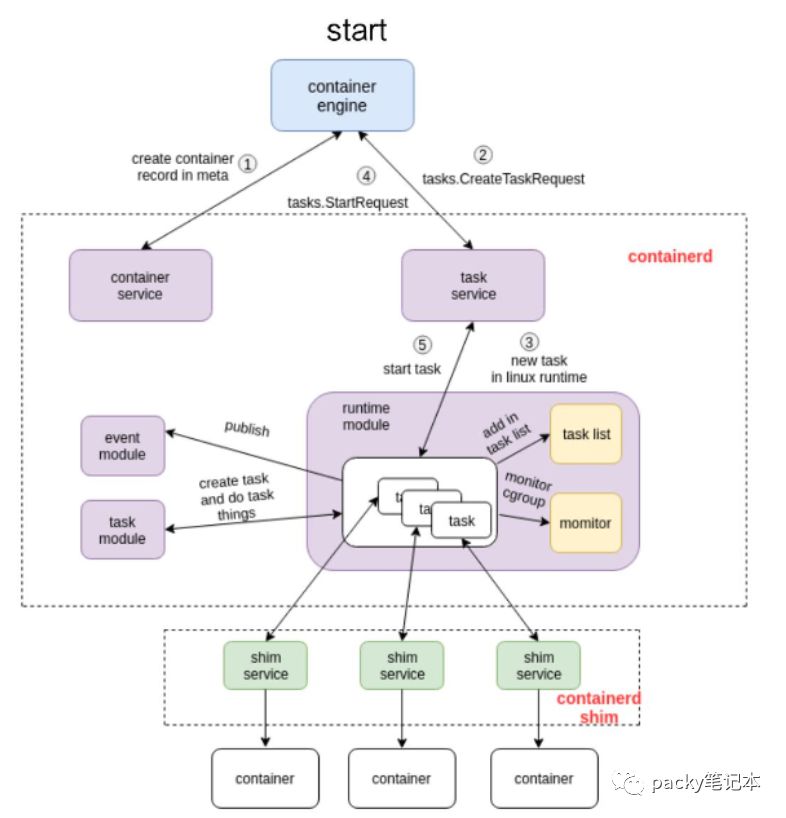 start
container
engine
create container
record in meta
①
②
④
tasks.CreateTaskRequest
tasks.StartRequest
containerd
container
service
task
service
⑤
③
start task
new task
in linux runtime
runtime
module
add in
task list
task list
event
module
publish
create task
and do task
things
task
module
ta
ta
task
monitor
cgroup
momitor
shim
service
shim
service
shim
service
containerd
shim
container
container
container
packy笔记本